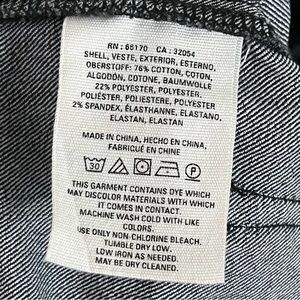 RN : 66170 CA : 32054
SHELL, VESTE, EXTERIOR, ESTERNO,
OBERSTOFF: 76% COTTON, COTON,
ALGODÓN, COTONE, BAUMWOLLE
22% POLYESTER, POLYESTER,
POLIÉSTER, POLIESTERE, POLYESTER
2% SPANDEX, ÉLASTHANNE, ELASTANO,
ELASTAN, ELASTAN
MADE IN CHINA, HECHO EN CHINA,
FABRIQUÉ EN CHINE
30 P
THIS GARMENT CONTAINS DYE WHICH
MAY DISCOLOR MATERIALS WITH WHICH
IT COMES IN CONTACT.
MACHINE WASH COLD WITH LIKE
COLORS.
USE ONLY NON-CHLORINE BLEACH.
TUMBLE DRY LOW.
LOW IRON AS NEEDED.
MAY BE DRY CLEANED.